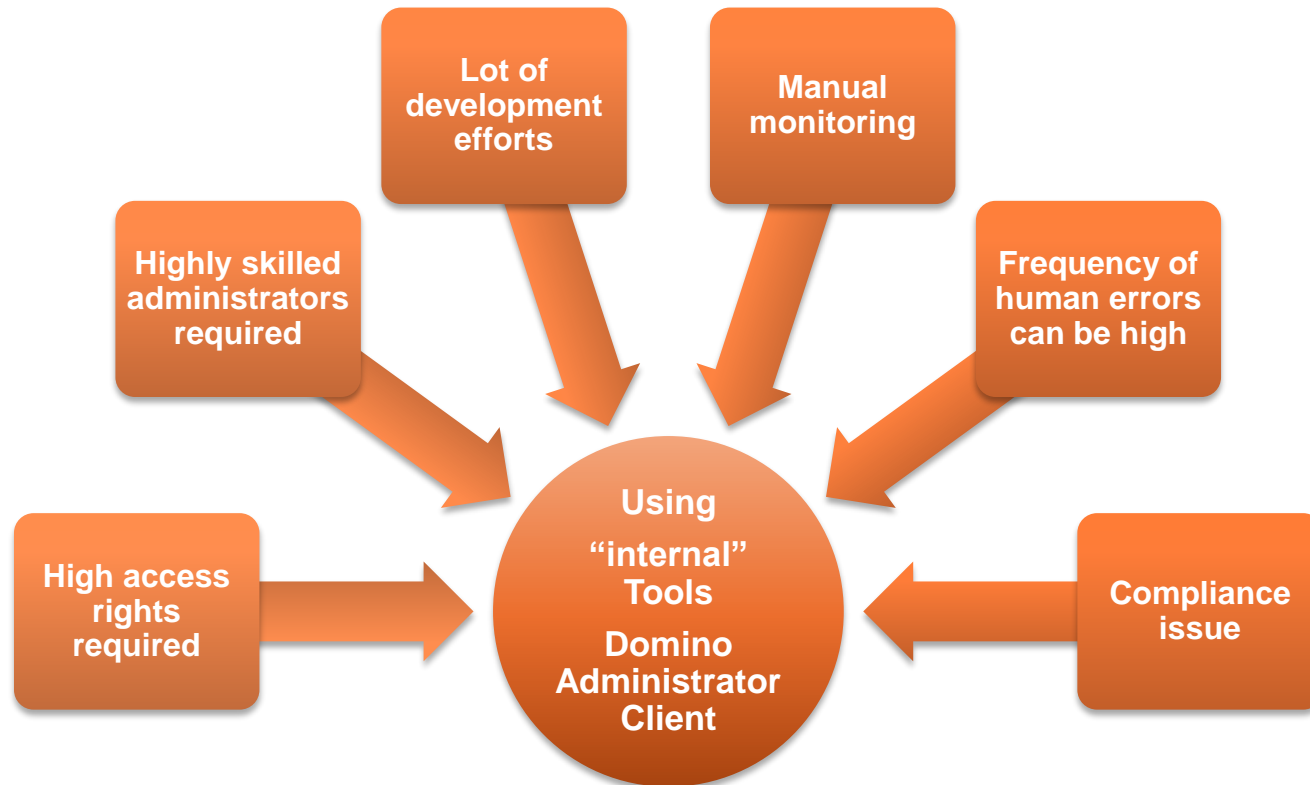 Lot of
development
efforts
Manual
monitoring
Highly skilled
administrators
required
Frequency of
human errors
can be high
High access
rights
required
Using
“internal”
Tools
Domino
Administrator
Client
Compliance
issue